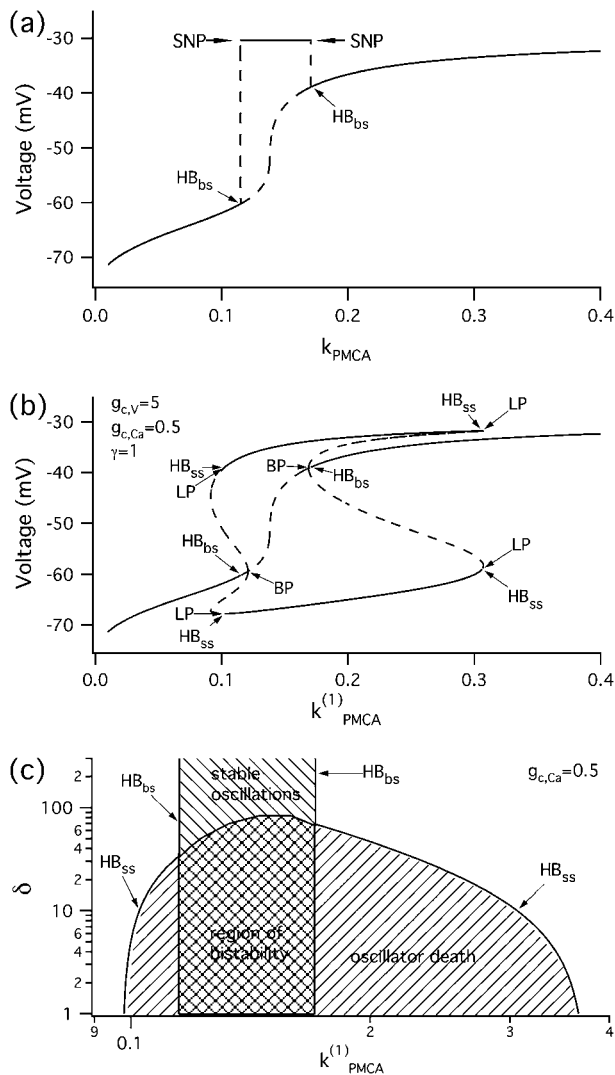 (a)
-30
-40
-50
-60
-70
Voltage (mV)
SNP
SNP
HBbs
HBbs
0.0 0.1 0.2 0.3 0.4
kPMCA
(b)
gc,V=5
gc,Ca=0.5
γ=1
-30
-40
-50
-60
-70
Voltage (mV)
HBss
LP
HBss
LP
BP
HBbs
HBbs
BP
LP
HBss
LP
HBss
0.0 0.1 0.2 0.3 0.4
k(1)PMCA
(c)
HBbs
stable
oscillations
HBbs
gc,Ca=0.5
2
100
6
4
2
10
6
4
2
1
δ
HBss
HBss
region of
bistability
oscillator death
9 0.1 2 3 4
k(1)PMCA